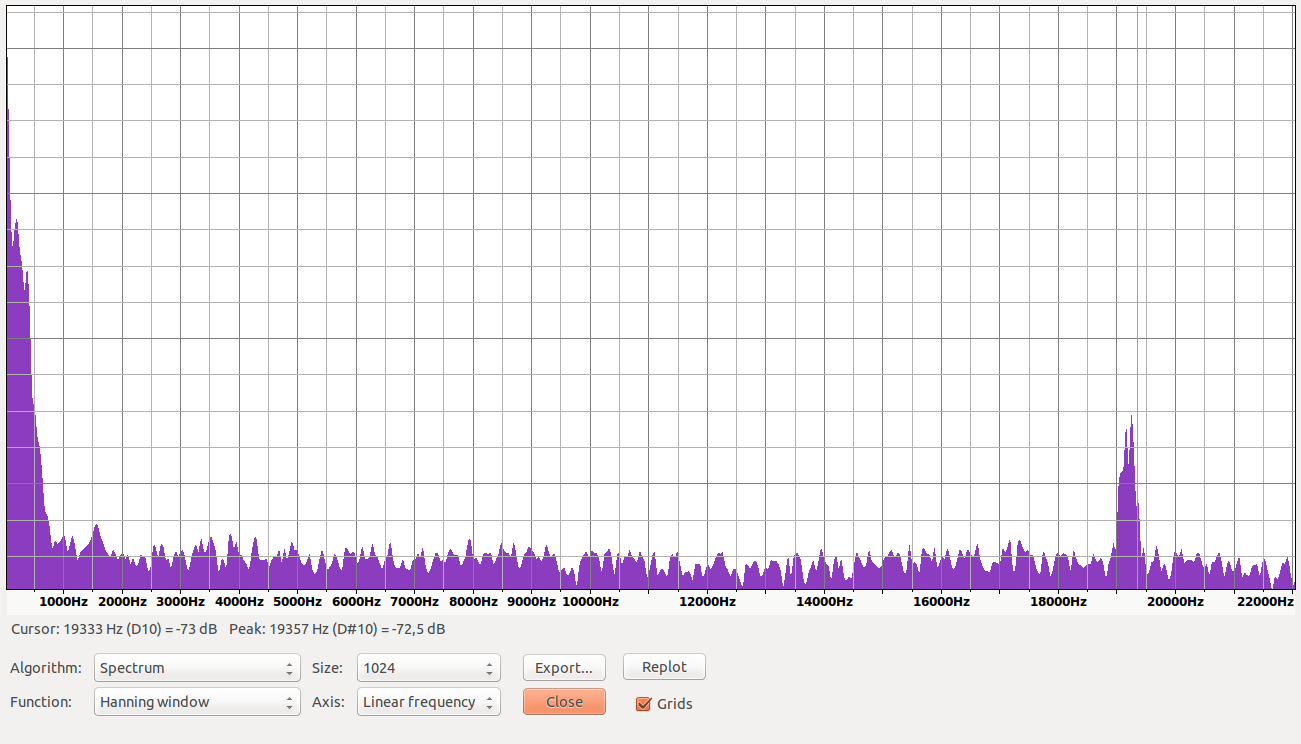 1000Hz 2000Hz 3000Hz 4000Hz 5000Hz 6000Hz 7000Hz 8000Hz 9000Hz 10000Hz 12000Hz 14000Hz 16000Hz 18000Hz 20000Hz 22000Hz
Cursor: 19333 Hz (D10) = -73 dB Peak: 19357 Hz (D#10) = -72,5 dB
Algorithm: Spectrum Size: 1024 Export... Replot
Function: Hanning window Axis: Linear frequency Close Grids